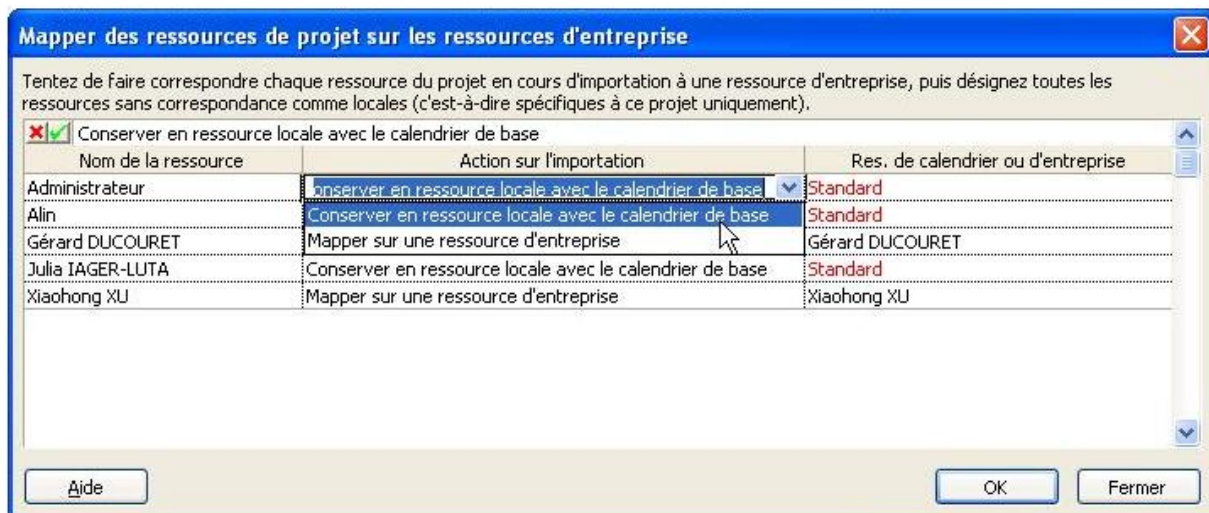 Mapper des ressources de projet sur les ressources d'entreprise
Tentez de faire correspondre chaque ressource du projet en cours d'importation à une ressource d'entreprise, puis désignez toutes les
ressources sans correspondance comme locales (c'est-à-dire spécifiques à ce projet uniquement).
Conserver en ressource locale avec le calendrier de base
Nom de la ressource Action sur l'importation Res. de calendrier ou d'entreprise
Administrateur onserver en ressource locale avec le calendrier de base Standard
Alin Conserver en ressource locale avec le calendrier de base Standard
Gérard DUCOURET Mapper sur une ressource d'entreprise Gérard DUCOURET
Julia IAGER-LUTA Conserver en ressource locale avec le calendrier de base Standard
Xiaohong XU Mapper sur une ressource d'entreprise Xiaohong XU
Aide OK Fermer